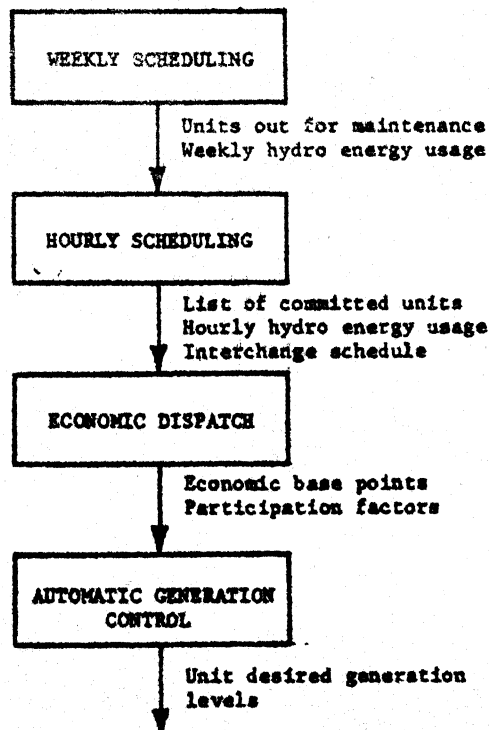 WEEKLY SCHEDULING
Units out for maintenance
Weekly hydro energy usage
HOURLY SCHEDULING
List of committed units
Hourly hydro energy usage
Interchange schedule
ECONOMIC DISPATCH
Economic base points
Participation factors
AUTOMATIC GENERATION
CONTROL
Unit desired generation
levels